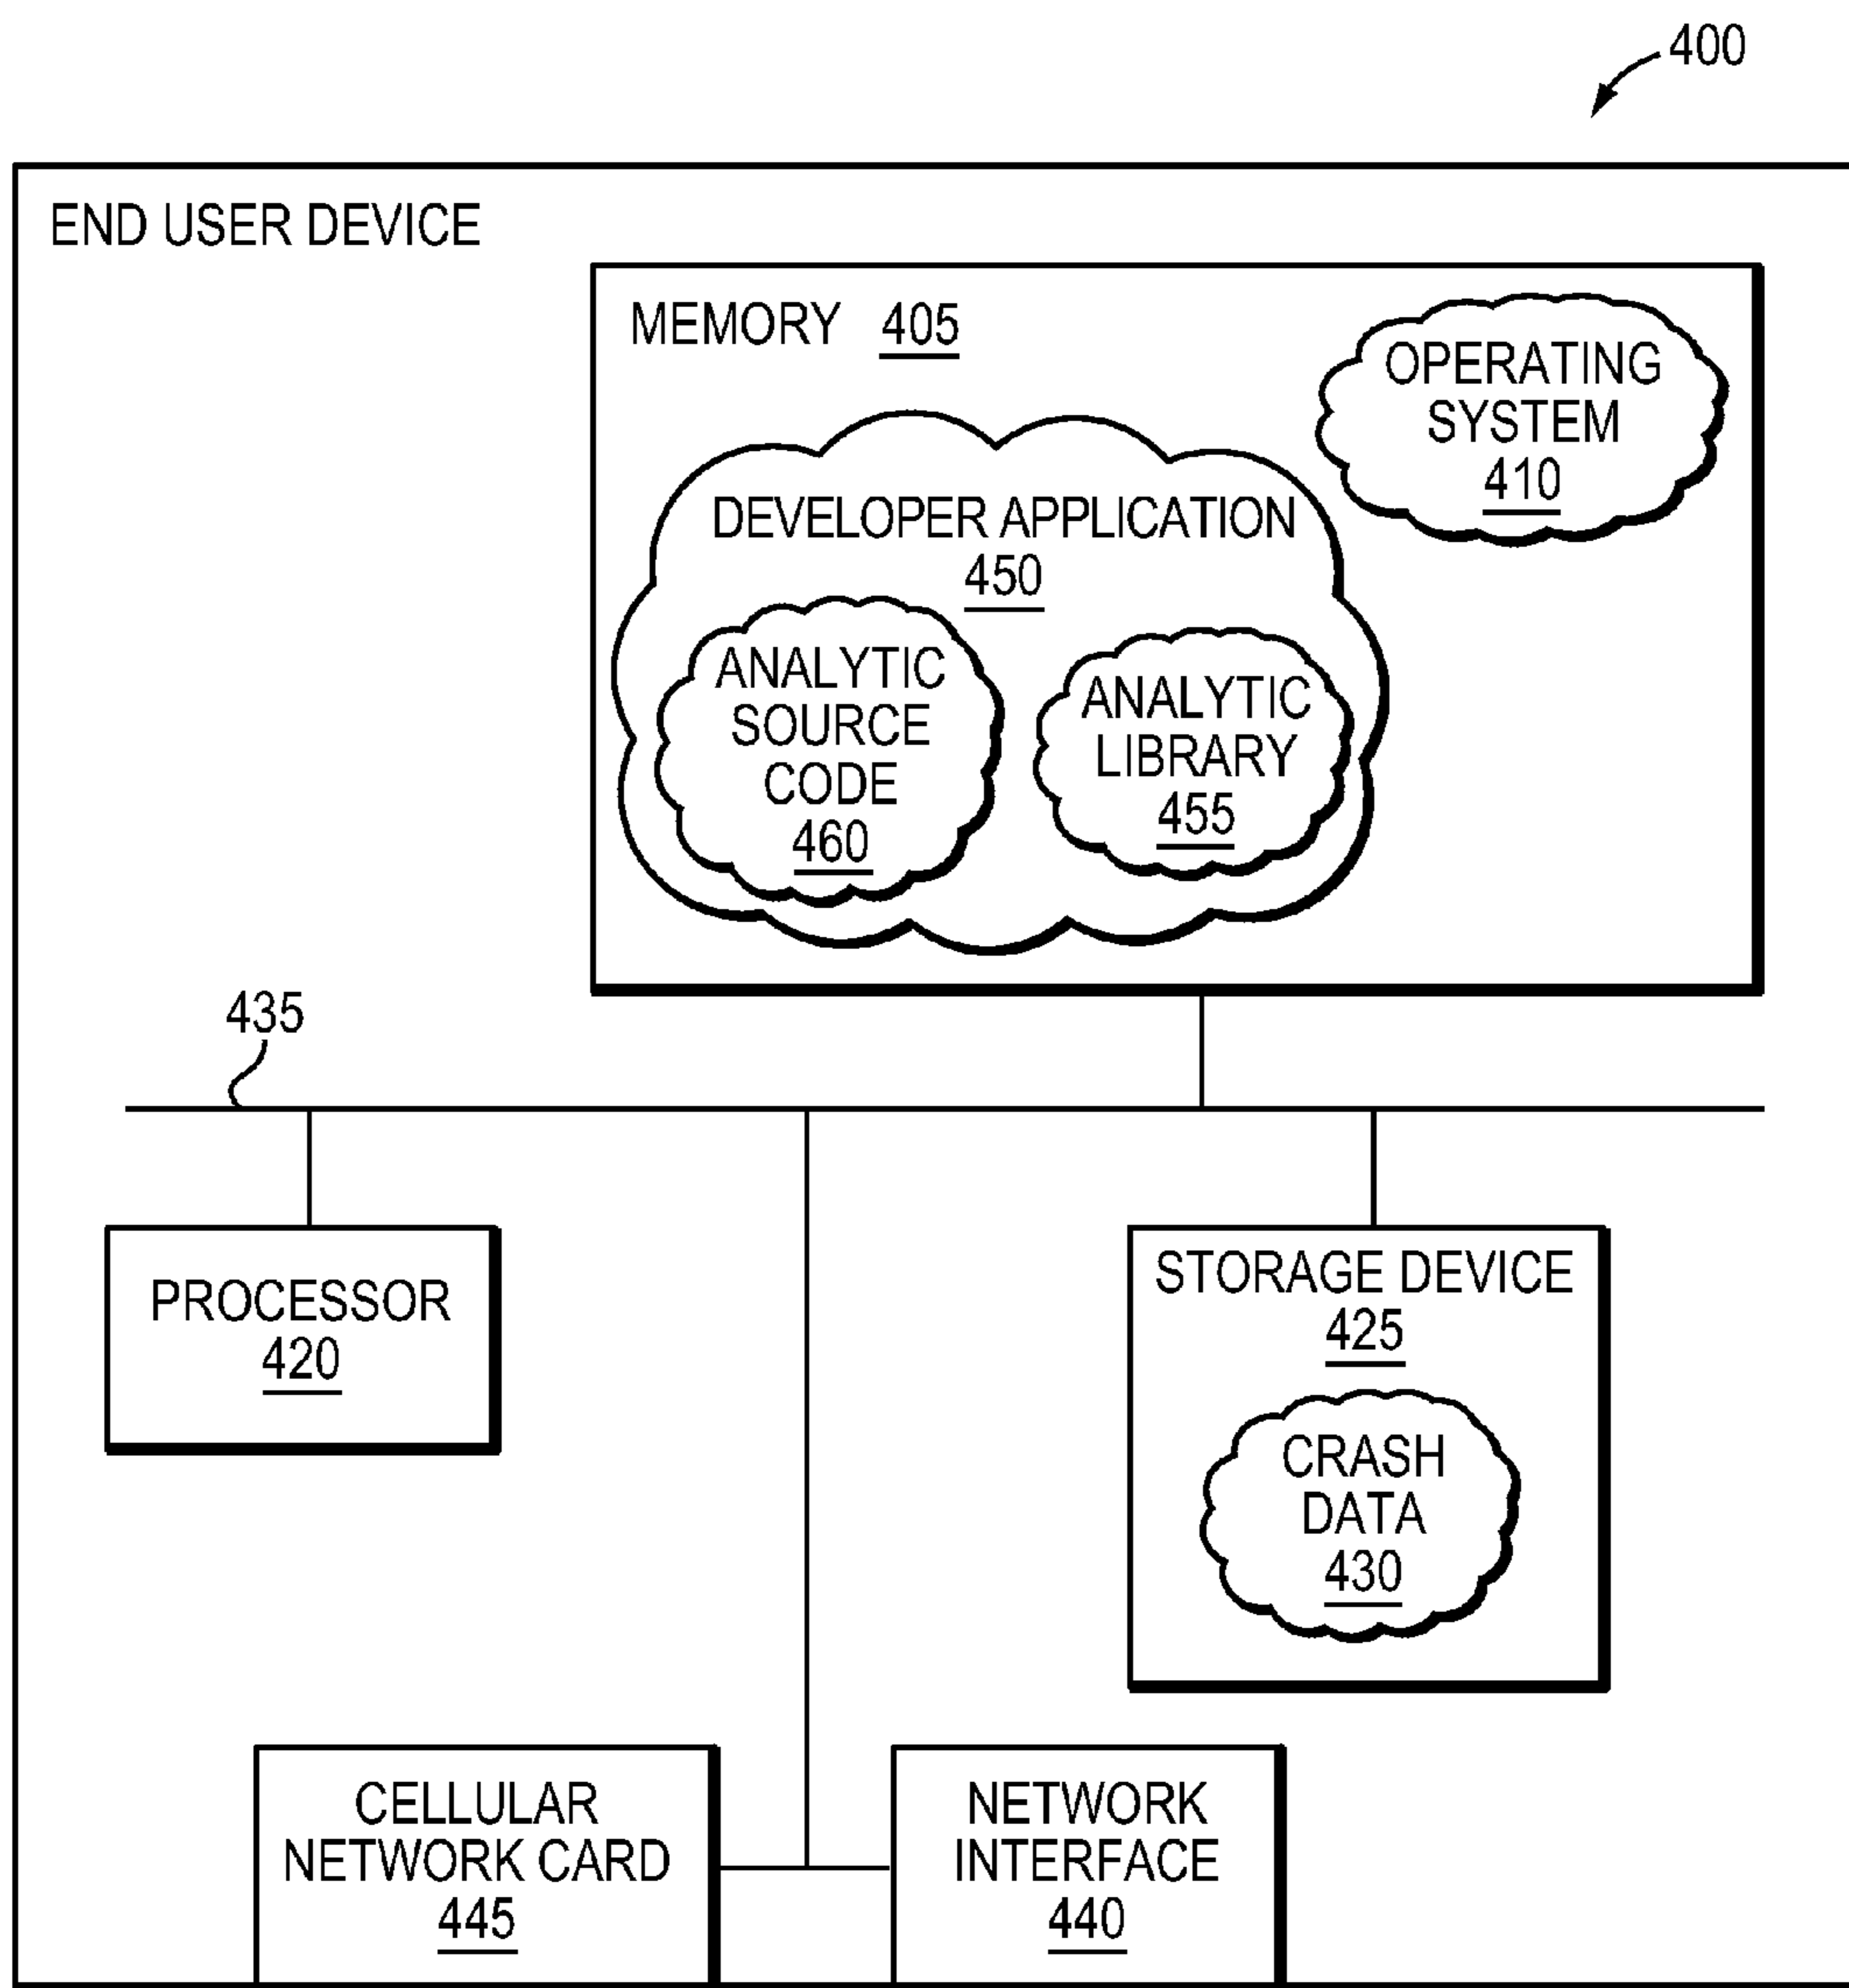 400
END USER DEVICE
MEMORY 405
OPERATING
SYSTEM
410
DEVELOPER APPLICATION
450
ANALYTIC
SOURCE
CODE
460
ANALYTIC
LIBRARY
455
435
PROCESSOR
420
STORAGE DEVICE
425
CRASH
DATA
430
CELLULAR
NETWORK CARD
445
NETWORK
INTERFACE
440